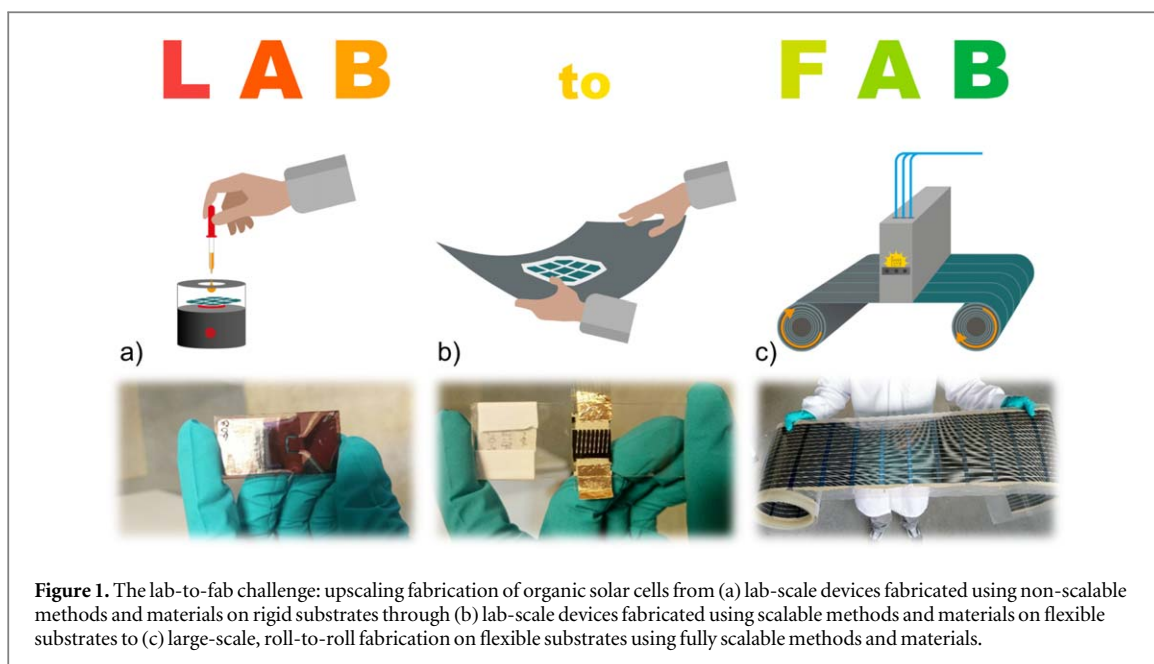 LAB to FAB
a) b) c)
Figure 1. The lab-to-fab challenge: upscaling fabrication of organic solar cells from (a) lab-scale devices fabricated using non-scalable
methods and materials on rigid substrates through (b) lab-scale devices fabricated using scalable methods and materials on flexible
substrates to (c) large-scale, roll-to-roll fabrication on flexible substrates using fully scalable methods and materials.